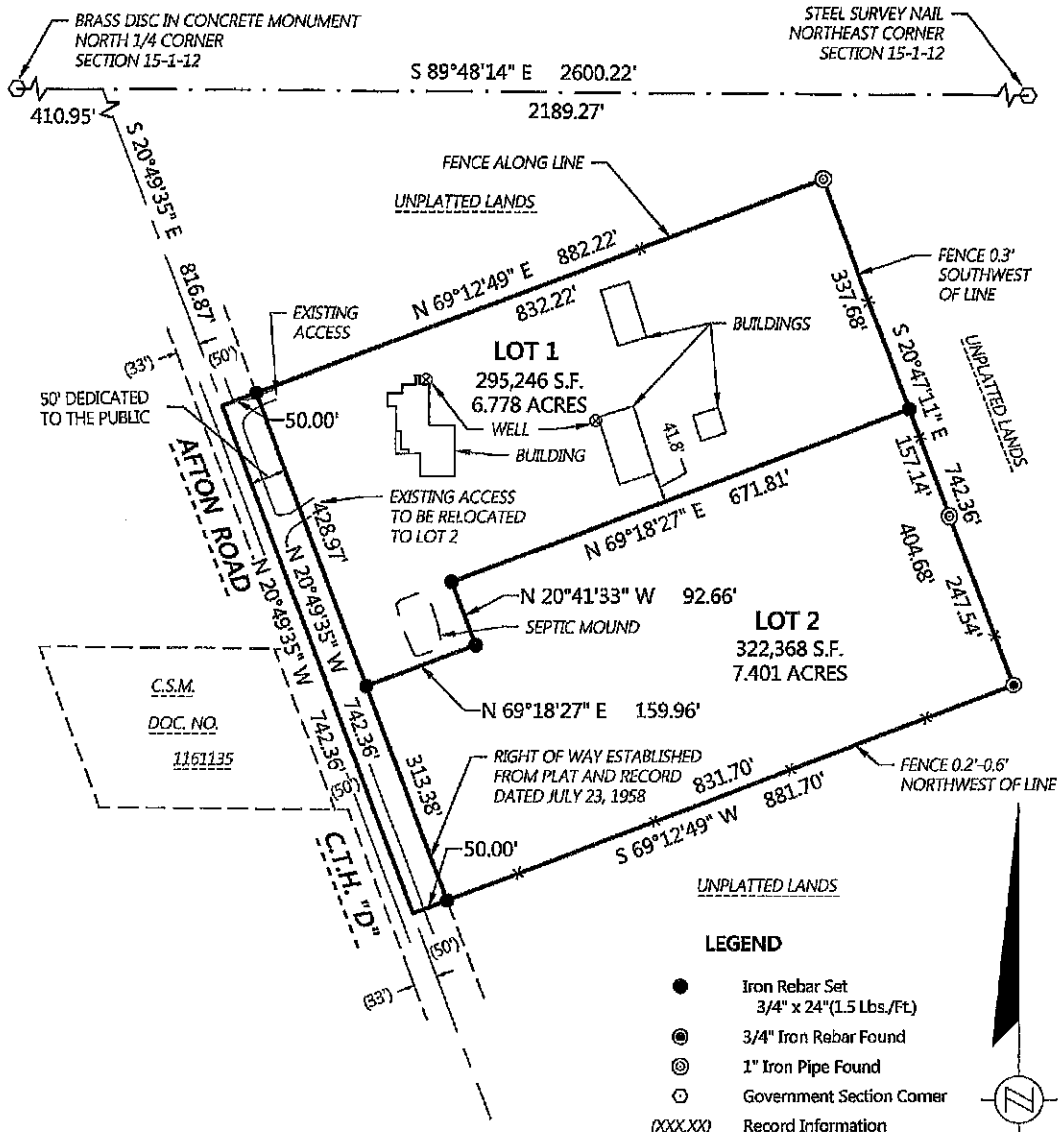 BRASS DISC IN CONCRETE MONUMENT
NORTH 1/4 CORNER
SECTION 15-1-12
STEEL SURVEY NAIL
NORTHEAST CORNER
SECTION 15-1-12
S 89°48'14" E 2600.22'
410.95'
2189.27'
S 20°49'35" E 816.87'
FENCE ALONG LINE
UNPLATTED LANDS
N 69°12'49" E 882.22'
832.22'
FENCE 0.3'
SOUTHWEST
OF LINE
337.68'
S 20°47'11" E 742.36'
UNPLATTED LANDS
EXISTING
ACCESS
(33')
(50')
50' DEDICATED
TO THE PUBLIC
50.00'
LOT 1
295,246 S.F.
6.778 ACRES
WELL
BUILDING
BUILDINGS
41.8'
AFTON ROAD
EXISTING ACCESS
TO BE RELOCATED
TO LOT 2
428.97'
N 20°49'35" W 742.36'
N 20°49'35" W 742.36'
N 69°18'27" E 671.81'
157.14'
404.68'
247.54'
N 20"41'33" W 92.66'
SEPTIC MOUND
LOT 2
322,368 S.F.
7.401 ACRES
C.S.M.
DOC. NO.
1161135
N 69°18'27" E 159.96'
(50')
313.38'
RIGHT OF WAY ESTABLISHED
FROM PLAT AND RECORD
DATED JULY 23, 1958
831.70'
S 69°12'49" W 881.70'
FENCE 0.2'-0.6'
NORTHWEST OF LINE
C.T.H. "D"
50.00'
(50')
(33')
UNPLATTED LANDS
LEGEND
Iron Rebar Set
3/4" x 24"(1.5 Lbs./Ft.)
3/4" Iron Rebar Found
1" Iron Pipe Found
Government Section Corner
(XXX.XX) Record Information
N